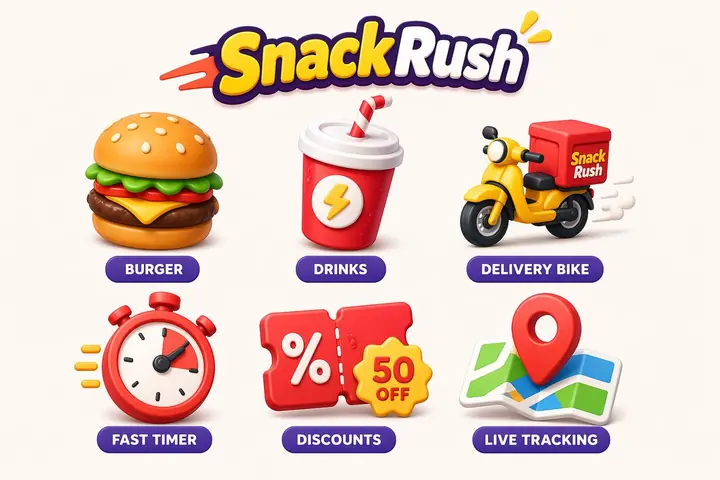 SnackRush
Snack
Rush
BURGER
DRINKS
DELIVERY BIKE
%
50
OFF
FAST TIMER
DISCOUNTS
LIVE TRACKING